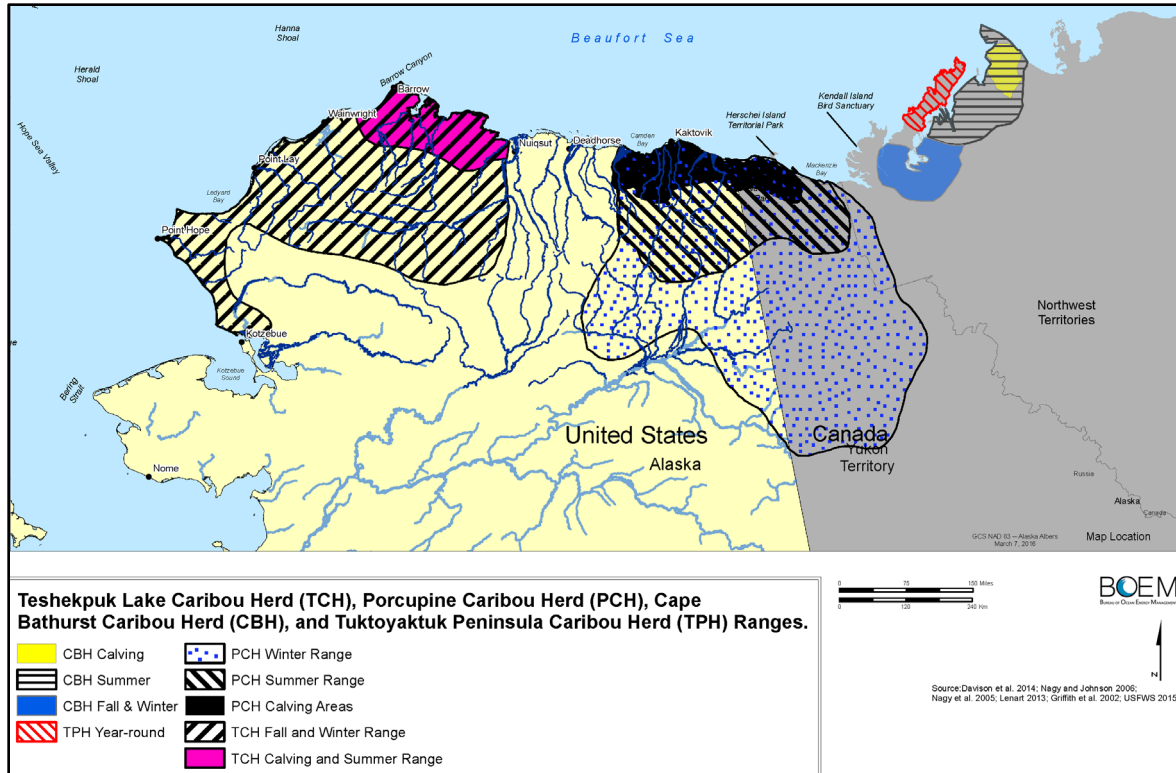 Hanna
Shoal
Beaufort Sea
Herald
Shoal
Barrow Canyon
Barrow
Kendall Island
Bird Sanctuary
Wainwright
Herschei Island
Territorial Park
Hope Sea Valley
Nuiqsut
Deadhorse
Camden
Bay
Kaktovik
Mackenzie
Bay
Point Lay
Ledyard
Bay
Point Hope
Northwest
Territories
Kotzebue
Kotzebue
Sound
Bering
Strait
United States
Alaska
Canada
Yukon
Territory
Nome
Russia
Alaska
Canada
GCS NAD 83 -- Alaska Albers
March 7, 2016
Map Location
Teshekpuk Lake Caribou Herd (TCH), Porcupine Caribou Herd (PCH), Cape
Bathurst Caribou Herd (CBH), and Tuktoyaktuk Peninsula Caribou Herd (TPH) Ranges.
CBH Calving
CBH Summer
CBH Fall & Winter
TPH Year-round
PCH Winter Range
PCH Summer Range
PCH Calving Areas
TCH Fall and Winter Range
TCH Calving and Summer Range
0 75 150 Miles
0 120 240 Km
BOEM
BUREAU OF OCEAN ENERGY MANAGEMENT
N
Source:Davison et al. 2014; Nagy and Johnson 2006;
Nagy et al. 2005; Lenart 2013; Griffith et al. 2002; USFWS 2015